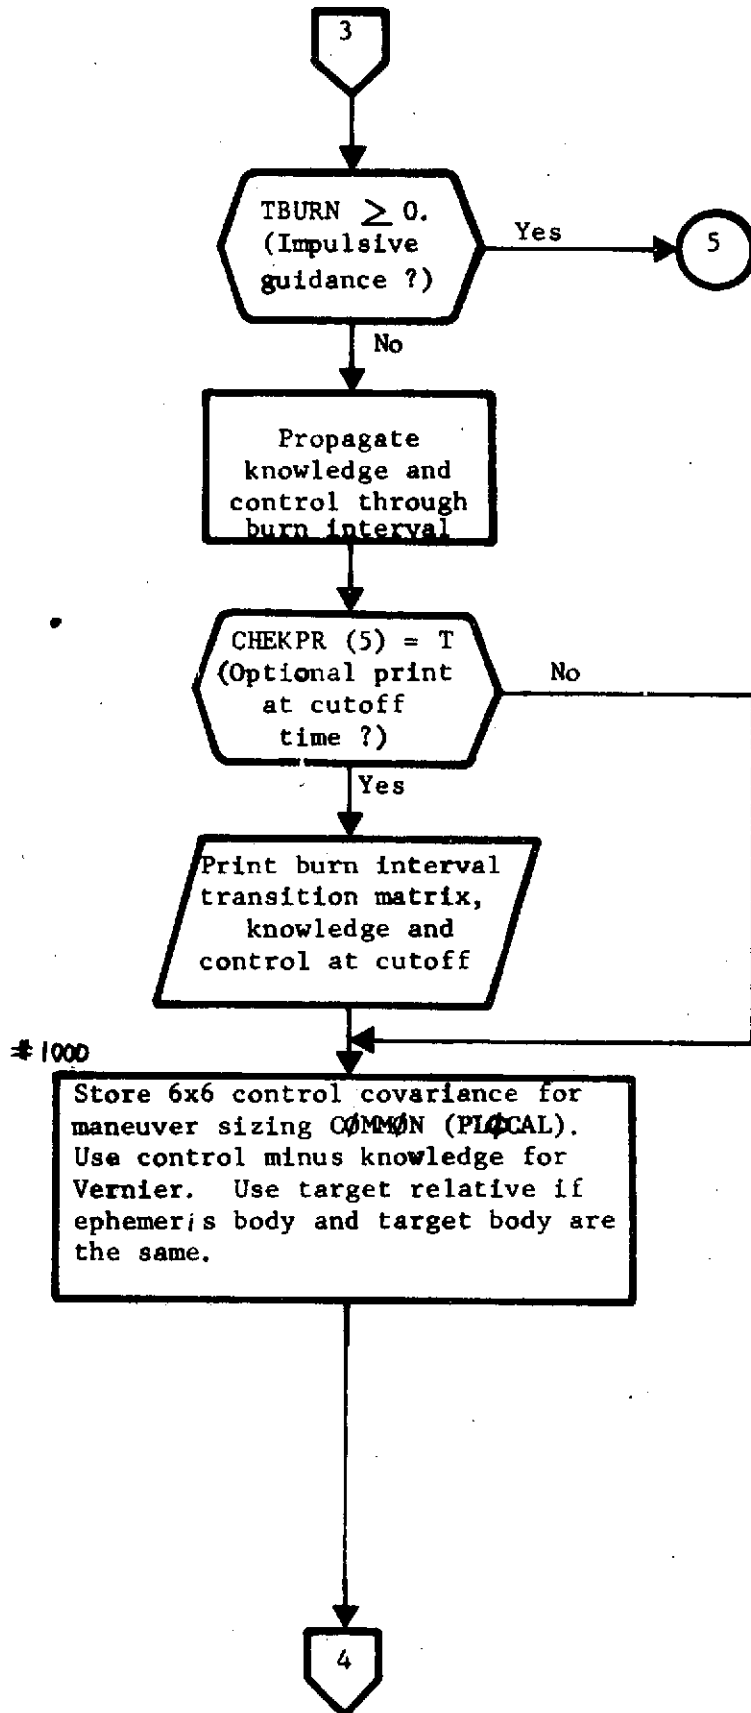 3
TBURN ≥ 0.
(Impulsive
guidance ?)
Yes
5
No
Propagate
knowledge and
control through
burn interval
CHEKPR (5) = T
(Optional print
at cutoff
time ?)
No
Yes
Print burn interval
transition matrix,
knowledge and
control at cutoff
#1000
Store 6x6 control covariance for
maneuver sizing CØMMØN (PLØCAL).
Use control minus knowledge for
Vernier. Use target relative if
ephemeris body and target body are
the same.
4